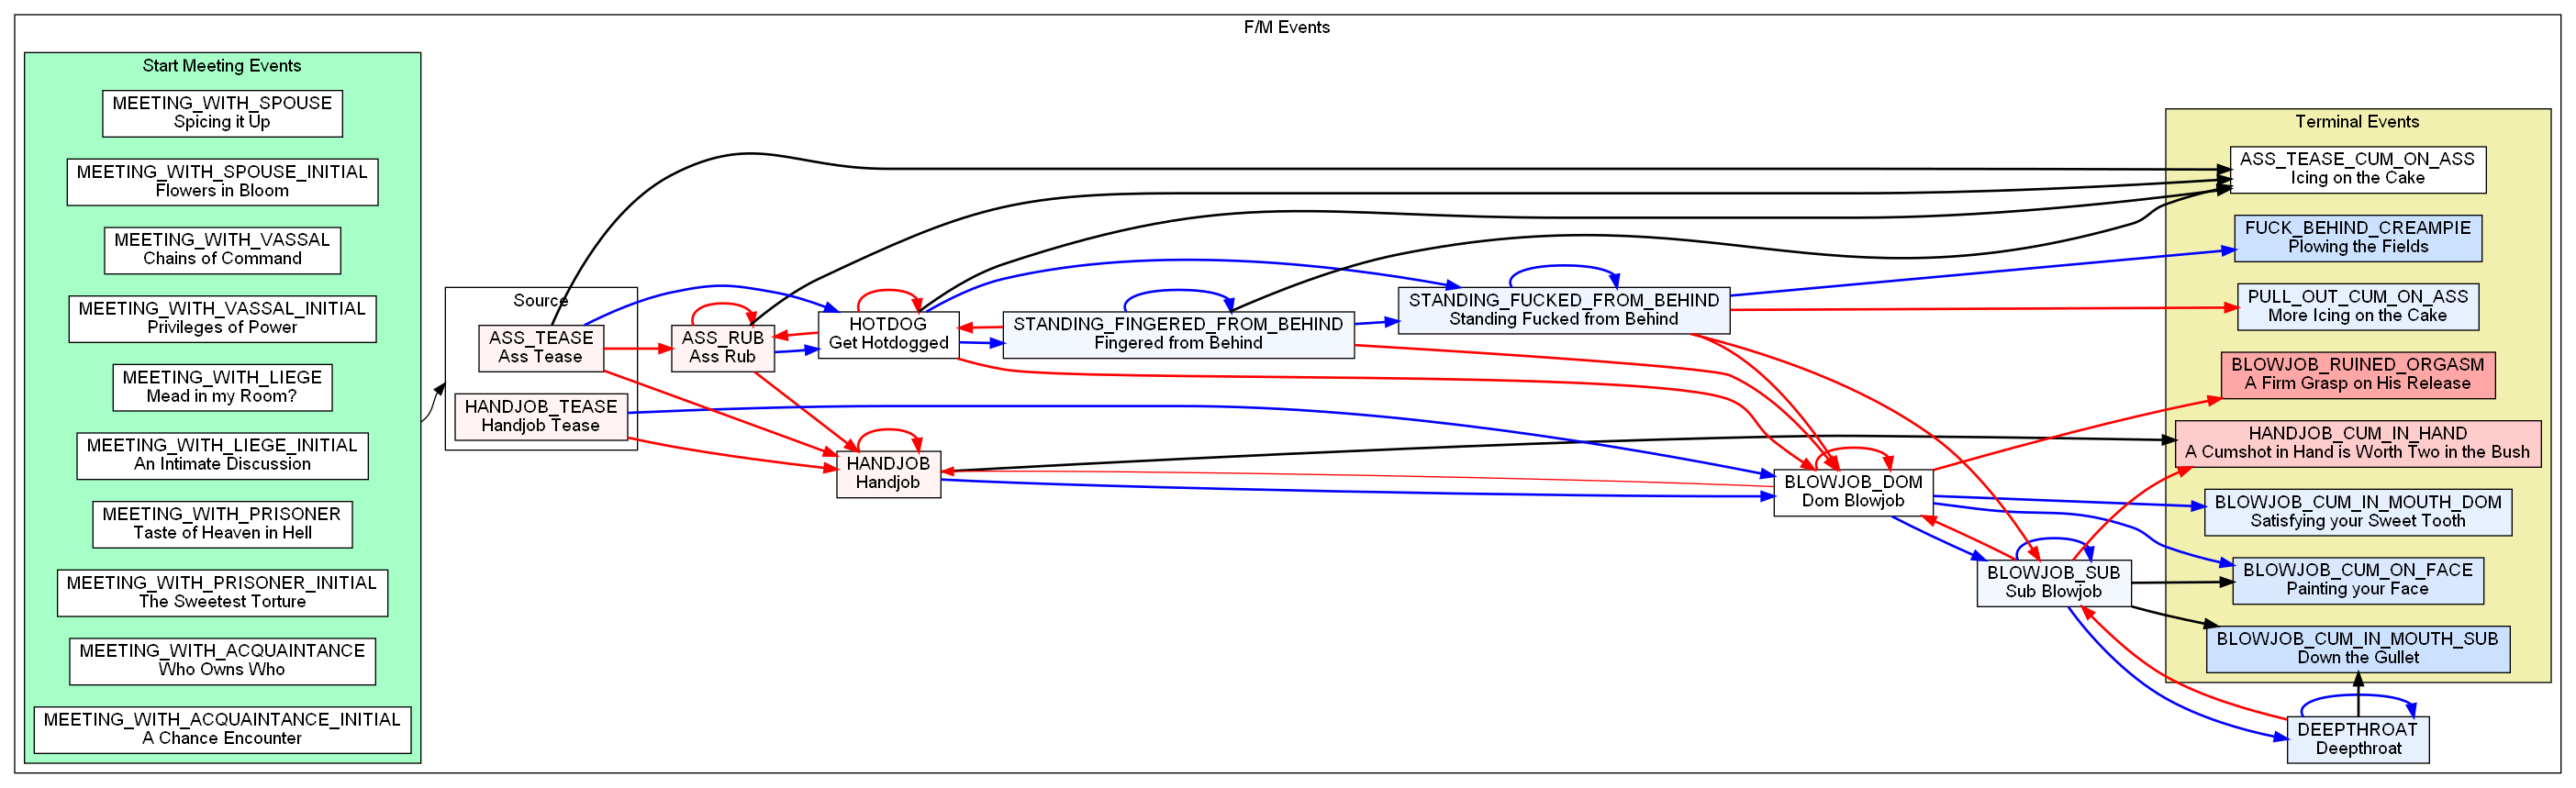 F/M Events
Start Meeting Events
MEETING_WITH_SPOUSE
Spicing it Up
MEETING_WITH_SPOUSE_INITIAL
Flowers in Bloom
MEETING_WITH_VASSAL
Chains of Command
MEETING_WITH_VASSAL_INITIAL
Privileges of Power
MEETING_WITH_LIEGE
Mead in my Room?
MEETING_WITH_LIEGE_INITIAL
An Intimate Discussion
MEETING_WITH_PRISONER
Taste of Heaven in Hell
MEETING_WITH_PRISONER_INITIAL
The Sweetest Torture
MEETING_WITH_ACQUAINTANCE
Who Owns Who
MEETING_WITH_ACQUAINTANCE_INITIAL
A Chance Encounter
Source
ASS_TEASE
Ass Tease
HANDJOB_TEASE
Handjob Tease
ASS_RUB
Ass Rub
HANDJOB
Handjob
HOTDOG
Get Hotdogged
STANDING_FINGERED_FROM_BEHIND
Fingered from Behind
STANDING_FUCKED_FROM_BEHIND
Standing Fucked from Behind
BLOWJOB_DOM
Dom Blowjob
BLOWJOB_SUB
Sub Blowjob
Terminal Events
ASS_TEASE_CUM_ON_ASS
Icing on the Cake
FUCK_BEHIND_CREAMPIE
Plowing the Fields
PULL_OUT_CUM_ON_ASS
More Icing on the Cake
BLOWJOB_RUINED_ORGASM
A Firm Grasp on His Release
HANDJOB_CUM_IN_HAND
A Cumshot in Hand is Worth Two in the Bush
BLOWJOB_CUM_IN_MOUTH_DOM
Satisfying your Sweet Tooth
BLOWJOB_CUM_ON_FACE
Painting your Face
BLOWJOB_CUM_IN_MOUTH_SUB
Down the Gullet
DEEPTHROAT
Deepthroat